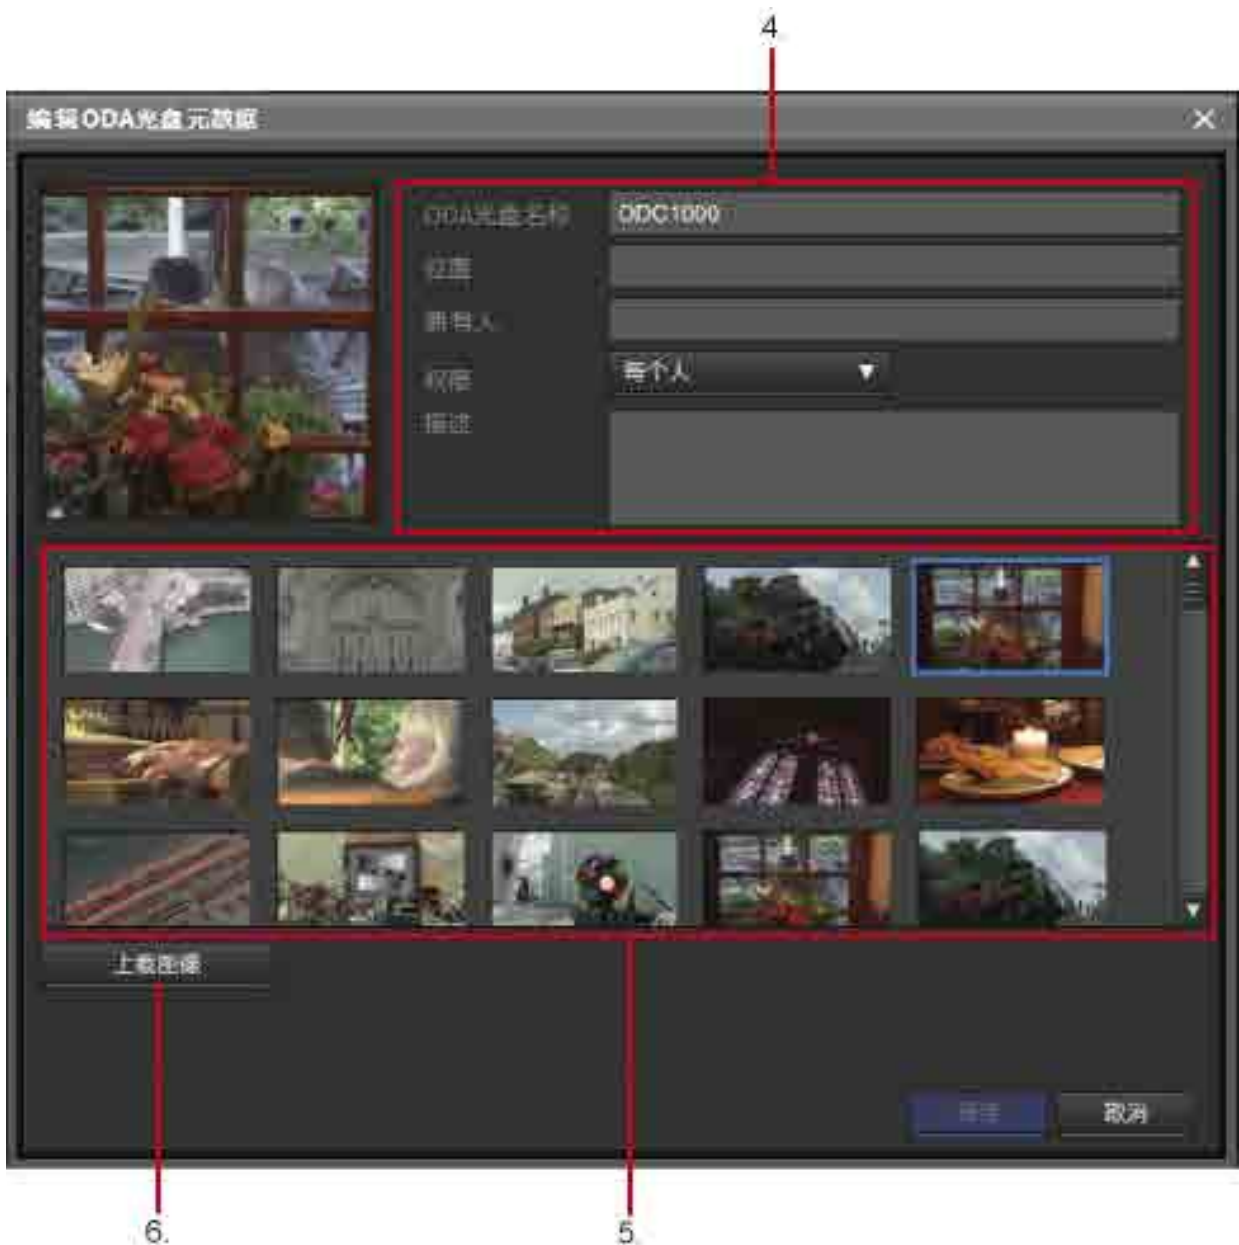 4
编辑ODA光盘元数据
ODA光盘名称
ODC1000
位置
所有人
权限
每个人
描述
上载图像
取消
6.
5.